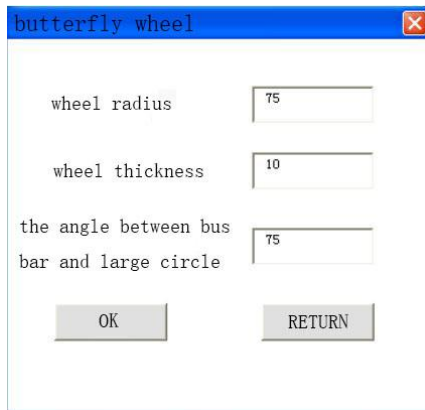 butterfly wheel
wheel radius 75
wheel thickness 10
the angle between bus
bar and large circle 75
OK RETURN